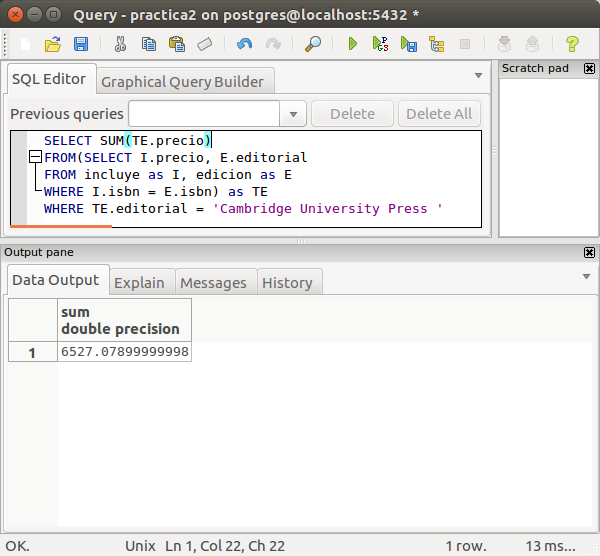 Query - practica2 on postgres@localhost:5432 *
SQL Editor
Graphical Query Builder
Scratch pad
Previous queries
Delete
Delete All
SELECT SUM(TE.precio)
FROM(SELECT I.precio, E.editorial
FROM incluye as I, edicion as E
WHERE I.isbn = E.isbn) as TE
WHERE TE.editorial = 'Cambridge University Press '
Output pane
Data Output
Explain
Messages
History
sum
double precision
1 6527.07899999998
OK. Unix Ln 1, Col 22, Ch 22 1 row. 13 ms...